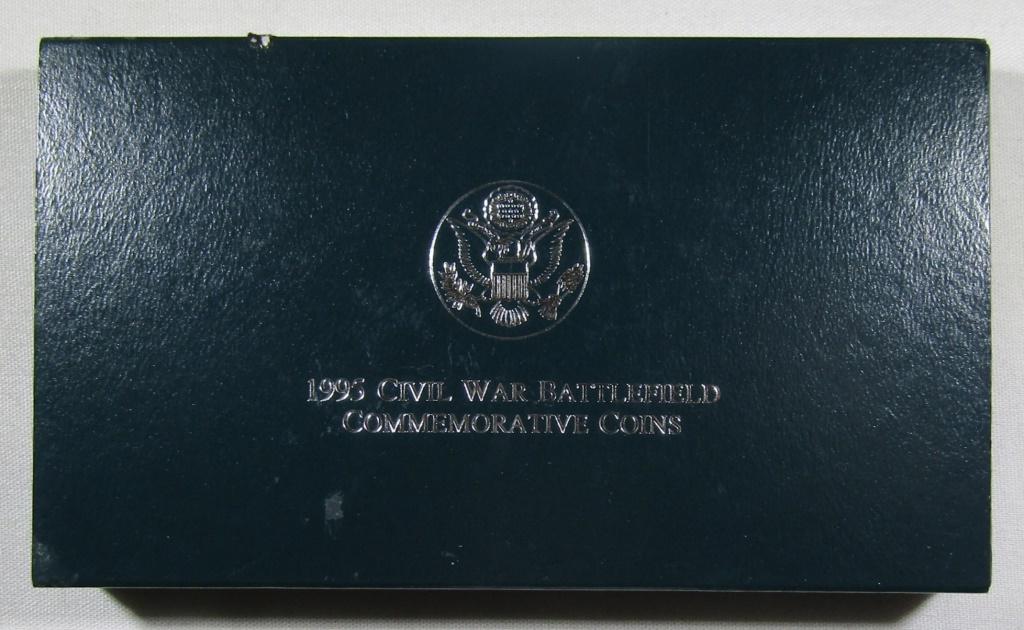 1995 CIVIL WAR BATTLEFIELD
COMMEMORATIVE COINS